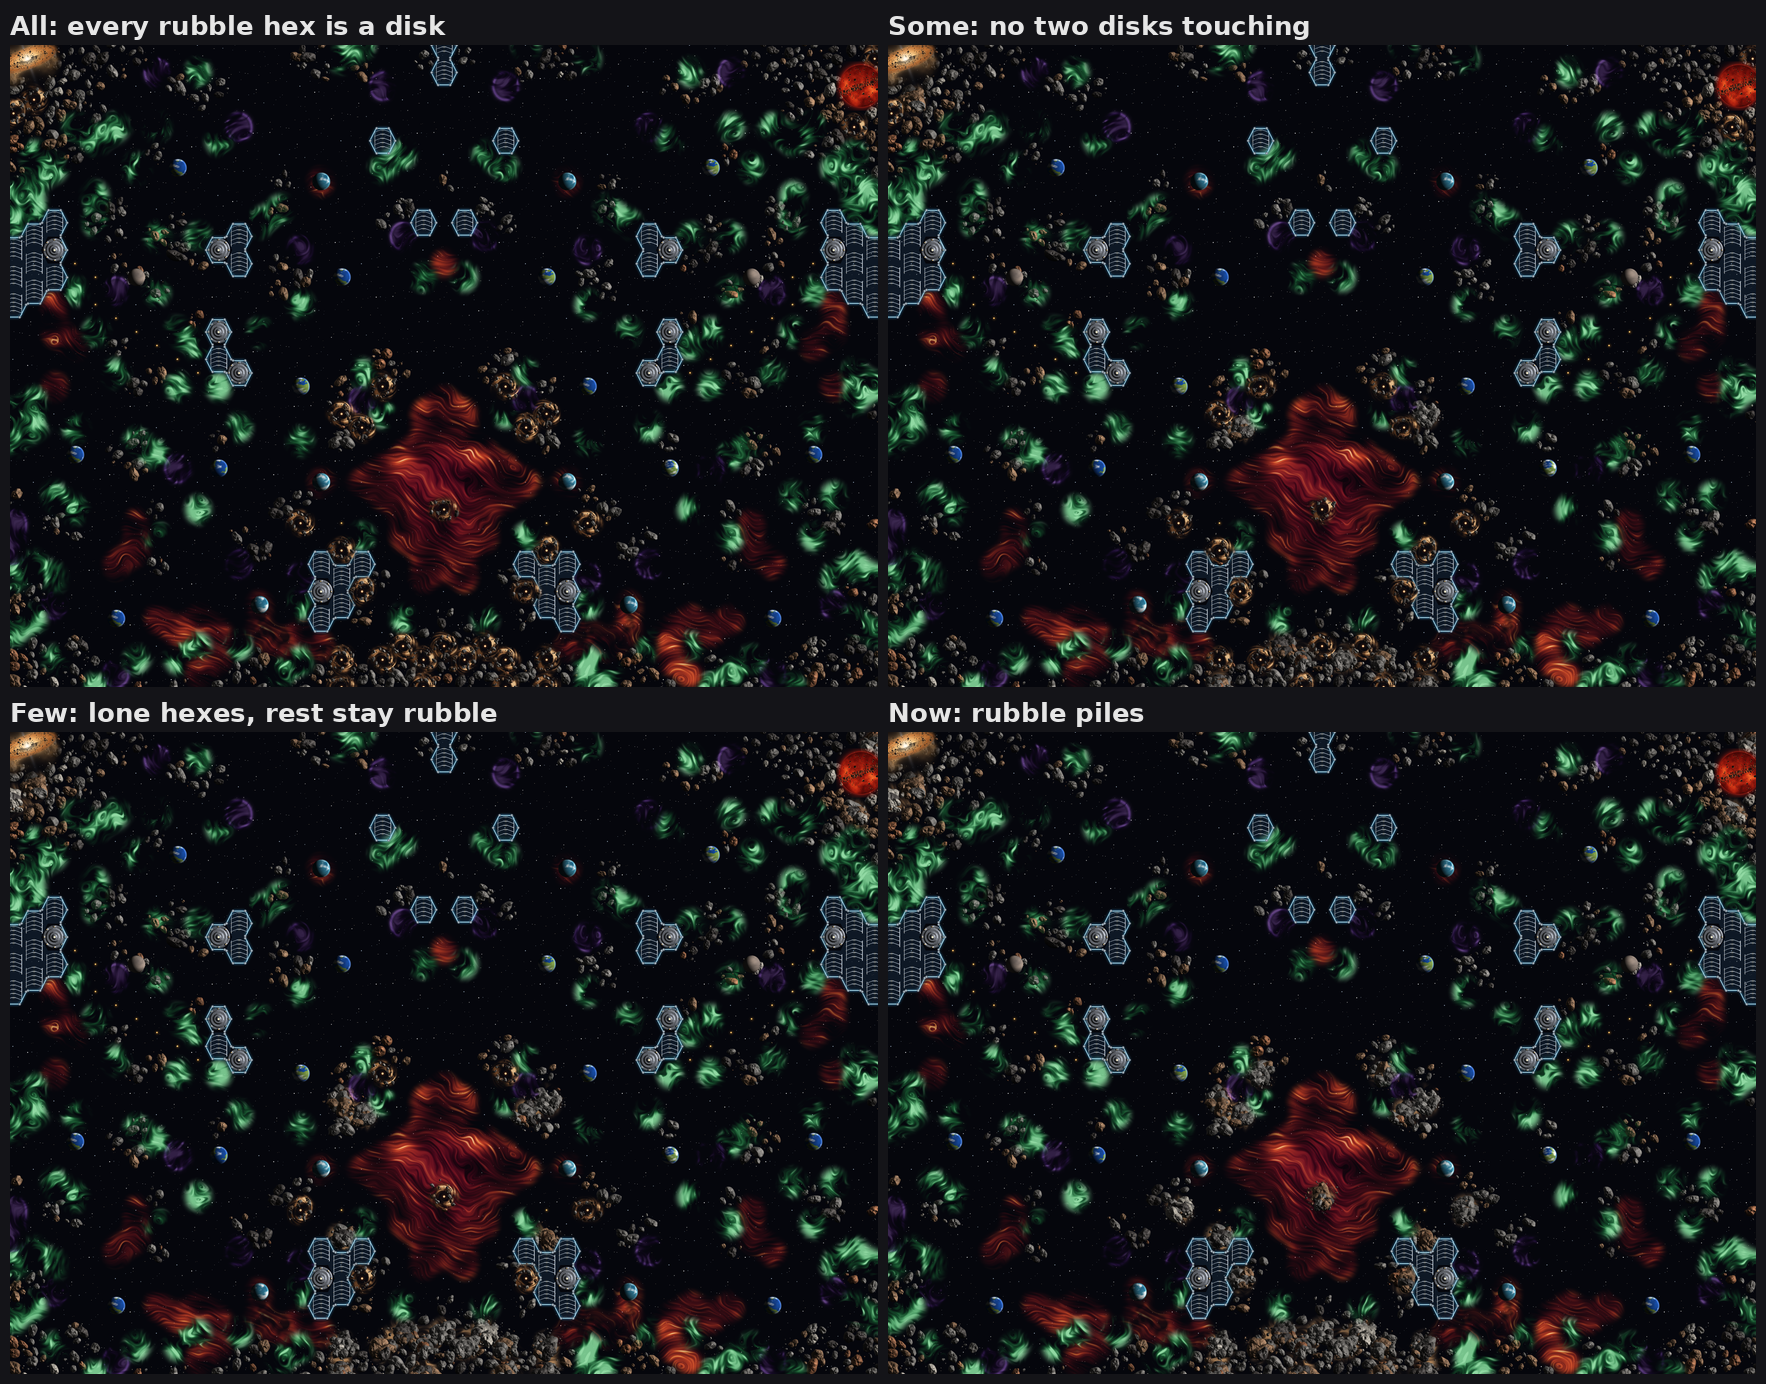 All: every rubble hex is a disk
Some: no two disks touching
Few: lone hexes, rest stay rubble
Now: rubble piles